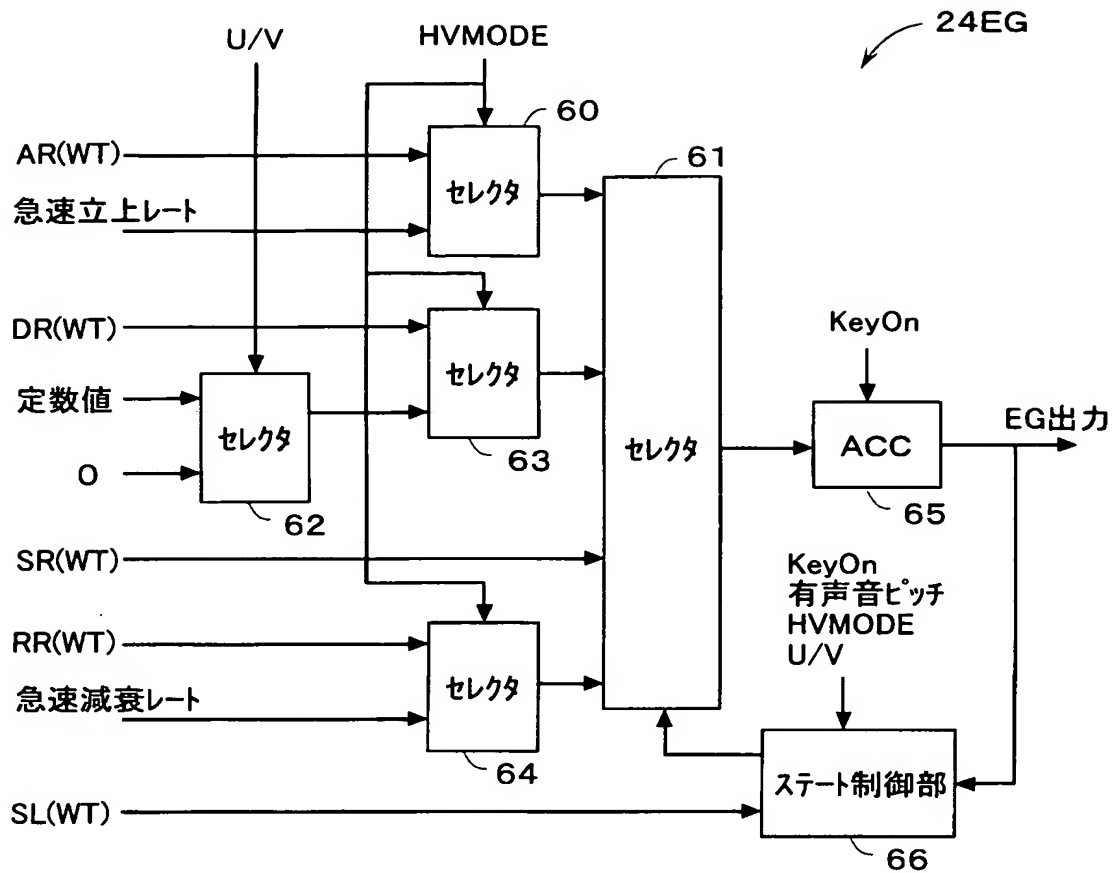 24EG
U/V
HVMODE
60
AR(WT)
セレクタ
急速立上レート
61
DR(WT)
セレクタ
63
KeyOn
定数値
セレクタ
0
62
セレクタ
ACC
65
EG出力
SR(WT)
KeyOn
有声音ピッチ
HVMODE
U/V
RR(WT)
セレクタ
急速減衰レート
64
ステート制御部
66
SL(WT)